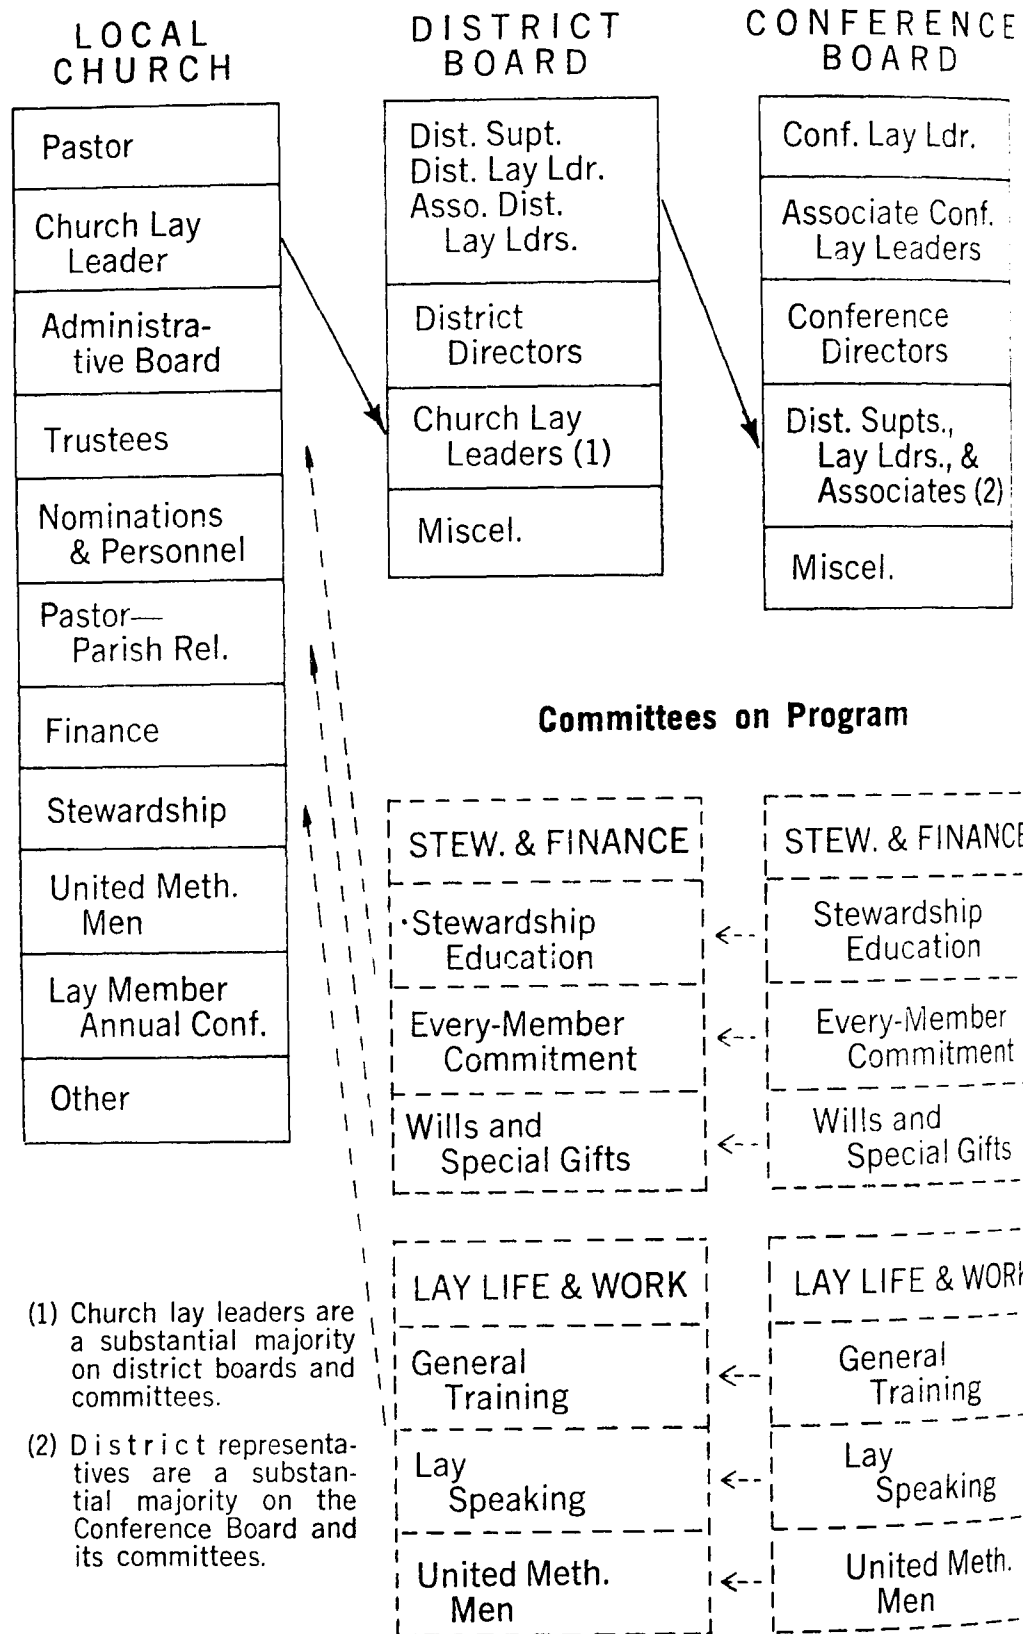 LOCAL
CHURCH
Pastor
Church Lay
Leader
Administra-
tive Board
Trustees
Nominations
& Personnel
Pastor—
Parish Rel.
Finance
Stewardship
United Meth.
Men
Lay Member
Annual Conf.
Other
(1) Church lay leaders are
a substantial majority
on district boards and
committees.
(2) District representa-
tives are a substan-
tial majority on the
Conference Board and
its committees.
DISTRICT
BOARD
Dist. Supt.
Dist. Lay Ldr.
Asso. Dist.
Lay Ldrs.
District
Directors
Church Lay
Leaders (1)
Miscel.
CONFERENCE
BOARD
Conf. Lay Ldr.
Associate Conf.
Lay Leaders
Conference
Directors
Dist. Supts.,
Lay Ldrs., &
Associates (2)
Miscel.
Committees on Program
STEW. & FINANCE
Stewardship
Education
Every-Member
Commitment
Wills and
Special Gifts
LAY LIFE & WORK
General
Training
Lay
Speaking
United Meth.
Men
STEW. & FINANCE
Stewardship
Education
Every-Member
Commitment
Wills and
Special Gifts
LAY LIFE & WORK
General
Training
Lay
Speaking
United Meth.
Men